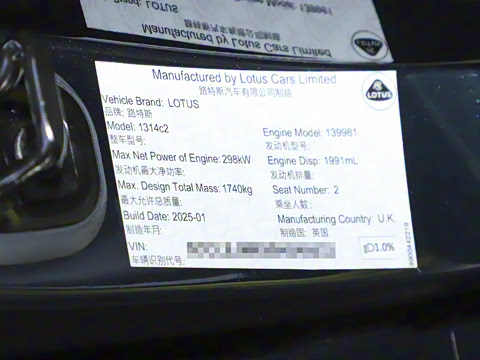 Manufactured by Lotus Cars Limited
路特斯汽车有限公司制造
LOTUS
Vehicle Brand: LOTUS
品牌: 路特斯
Model: 1314c2
整车型号:
Engine Model: 139981
发动机型号:
Max Net Power of Engine: 298kW
发动机最大净功率:
Engine Disp: 1991mL
发动机排量:
Max. Design Total Mass: 1740kg
最大允许总质量:
Seat Number: 2
乘坐人数:
Build Date: 2025-01
制造年月:
Manufacturing Country: U.K.
制造国: 英国
VIN:
车辆识别代号:
1.0%